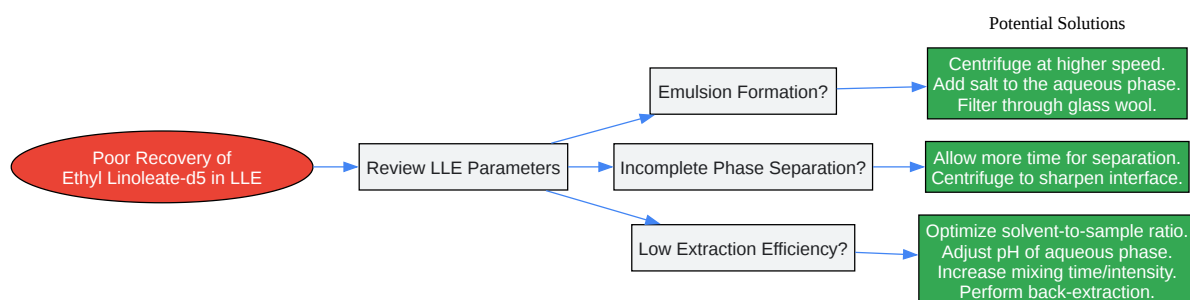 Potential Solutions
Poor Recovery of
Ethyl Linoleate-d5 in LLE
Review LLE Parameters
Emulsion Formation?
Centrifuge at higher speed.
Add salt to the aqueous phase.
Filter through glass wool.
Incomplete Phase Separation?
Allow more time for separation.
Centrifuge to sharpen interface.
Low Extraction Efficiency?
Optimize solvent-to-sample ratio.
Adjust pH of aqueous phase.
Increase mixing time/intensity.
Perform back-extraction.